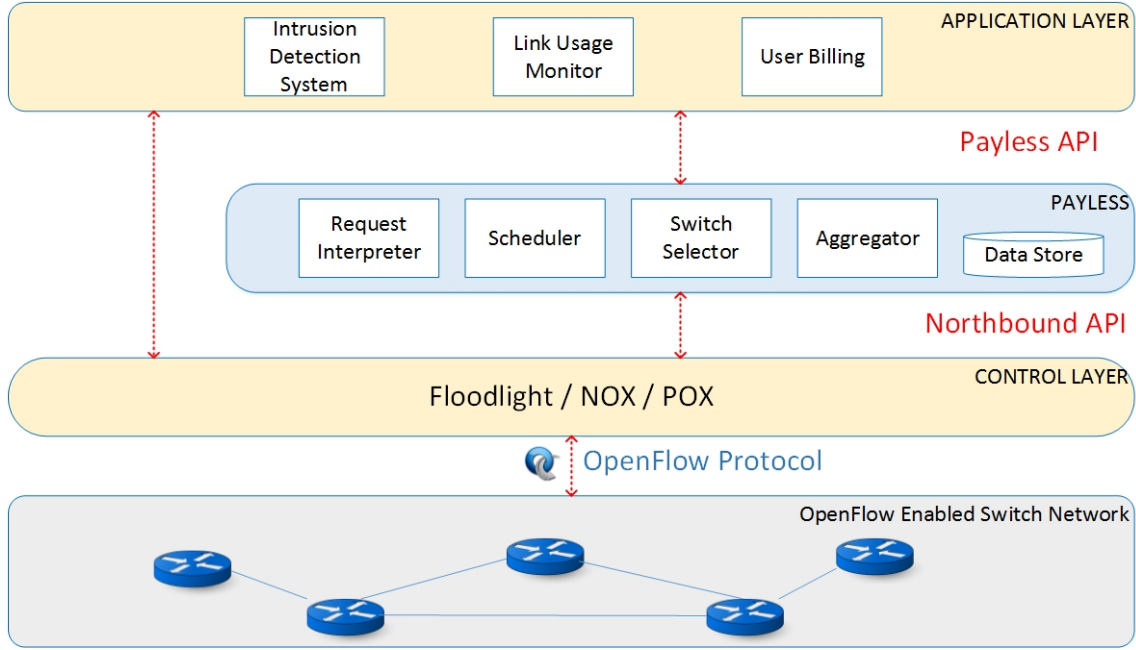 APPLICATION LAYER
Intrusion
Detection
System
Link Usage
Monitor
User Billing
Payless API
PAYLESS
Request
Interpreter
Scheduler
Switch
Selector
Aggregator
Data Store
Northbound API
CONTROL LAYER
Floodlight / NOX / POX
OpenFlow Protocol
OpenFlow Enabled Switch Network